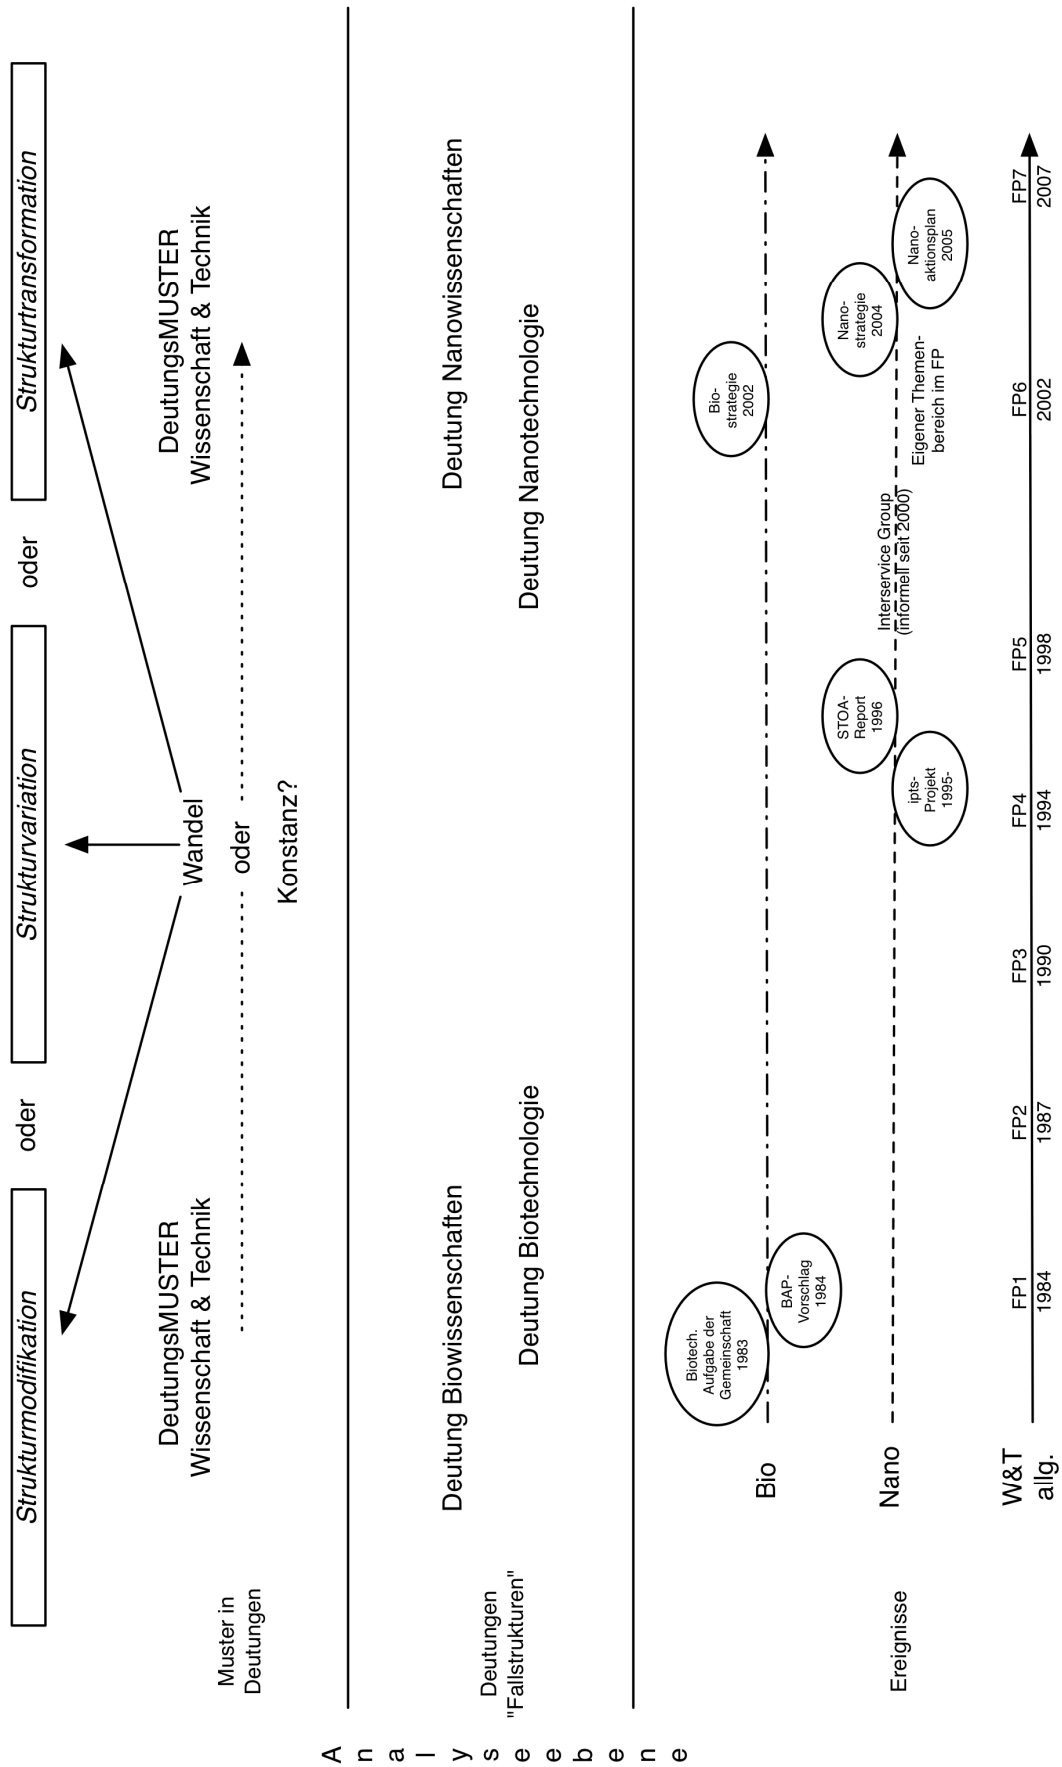 Strukturmodifikation
oder
Strukturvariation
oder
Strukturtransformation
Wandel
oder
Konstanz?
DeutungsMUSTER
Wissenschaft & Technik
DeutungsMUSTER
Wissenschaft & Technik
Muster in
Deutungen
Analyseebene
Deutungen
"Fallstrukturen"
Deutung Biowissenschaften
Deutung Nanowissenschaften
Deutung Biotechnologie
Deutung Nanotechnologie
Ereignisse
Bio
Biotech.
Aufgabe der
Gemeinschaft
1983
BAP-
Vorschlag
1984
Bio-
strategie
2002
Nano
ipts-
Projekt
1995-
STOA-
Report
1996
Interservice Group
(informell seit 2000)
Eigener Themen-
bereich im FP
Nano-
strategie
2004
Nano-
aktionsplan
2005
W&T
allg.
FP1
1984
FP2
1987
FP3
1990
FP4
1994
FP5
1998
FP6
2002
FP7
2007